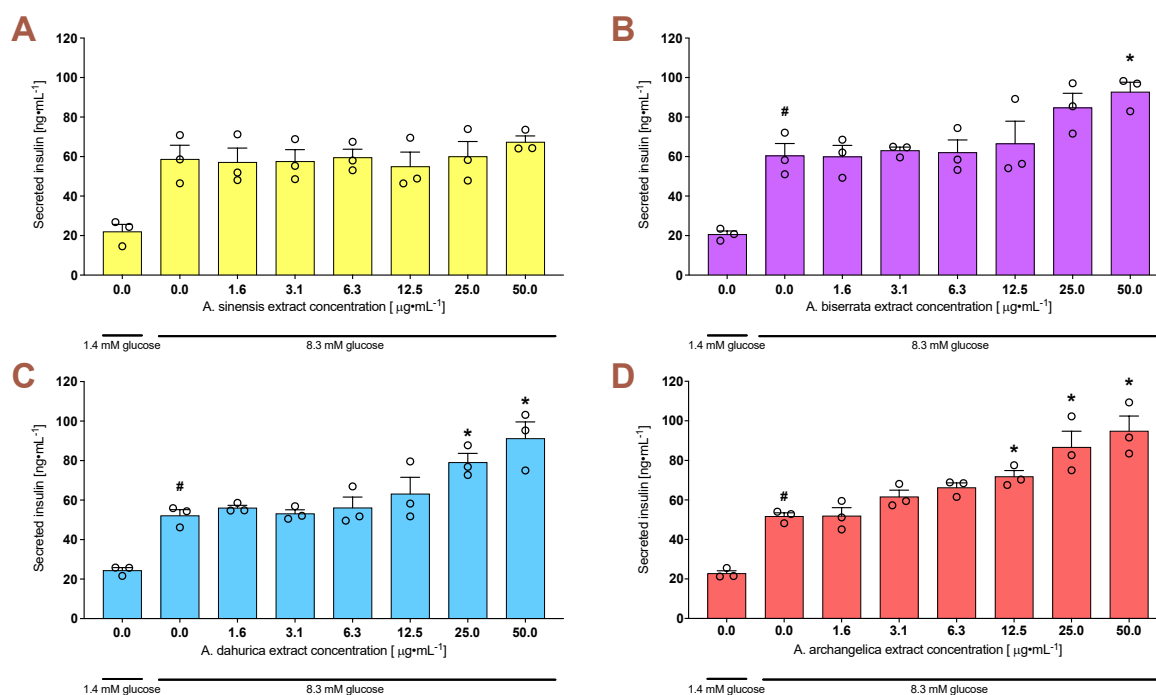 A
Secreted insulin [ng•mL-1]
120
100
80
60
40
20
0
0.0 0.0 1.6 3.1 6.3 12.5 25.0 50.0
A. sinensis extract concentration [ μg•mL-1]
1.4 mM glucose 8.3 mM glucose
B
Secreted insulin [ng•mL-1]
120
100
80
60
40
20
0
#
*
0.0 0.0 1.6 3.1 6.3 12.5 25.0 50.0
A. biserrata extract concentration [ μg•mL-1]
1.4 mM glucose 8.3 mM glucose
C
Secreted insulin [ng•mL-1]
120
100
80
60
40
20
0
#
*
*
0.0 0.0 1.6 3.1 6.3 12.5 25.0 50.0
A. dahurica extract concentration [ μg•mL-1]
1.4 mM glucose 8.3 mM glucose
D
Secreted insulin [ng•mL-1]
120
100
80
60
40
20
0
#
*
*
*
0.0 0.0 1.6 3.1 6.3 12.5 25.0 50.0
A. archangelica extract concentration [ μg•mL-1]
1.4 mM glucose 8.3 mM glucose